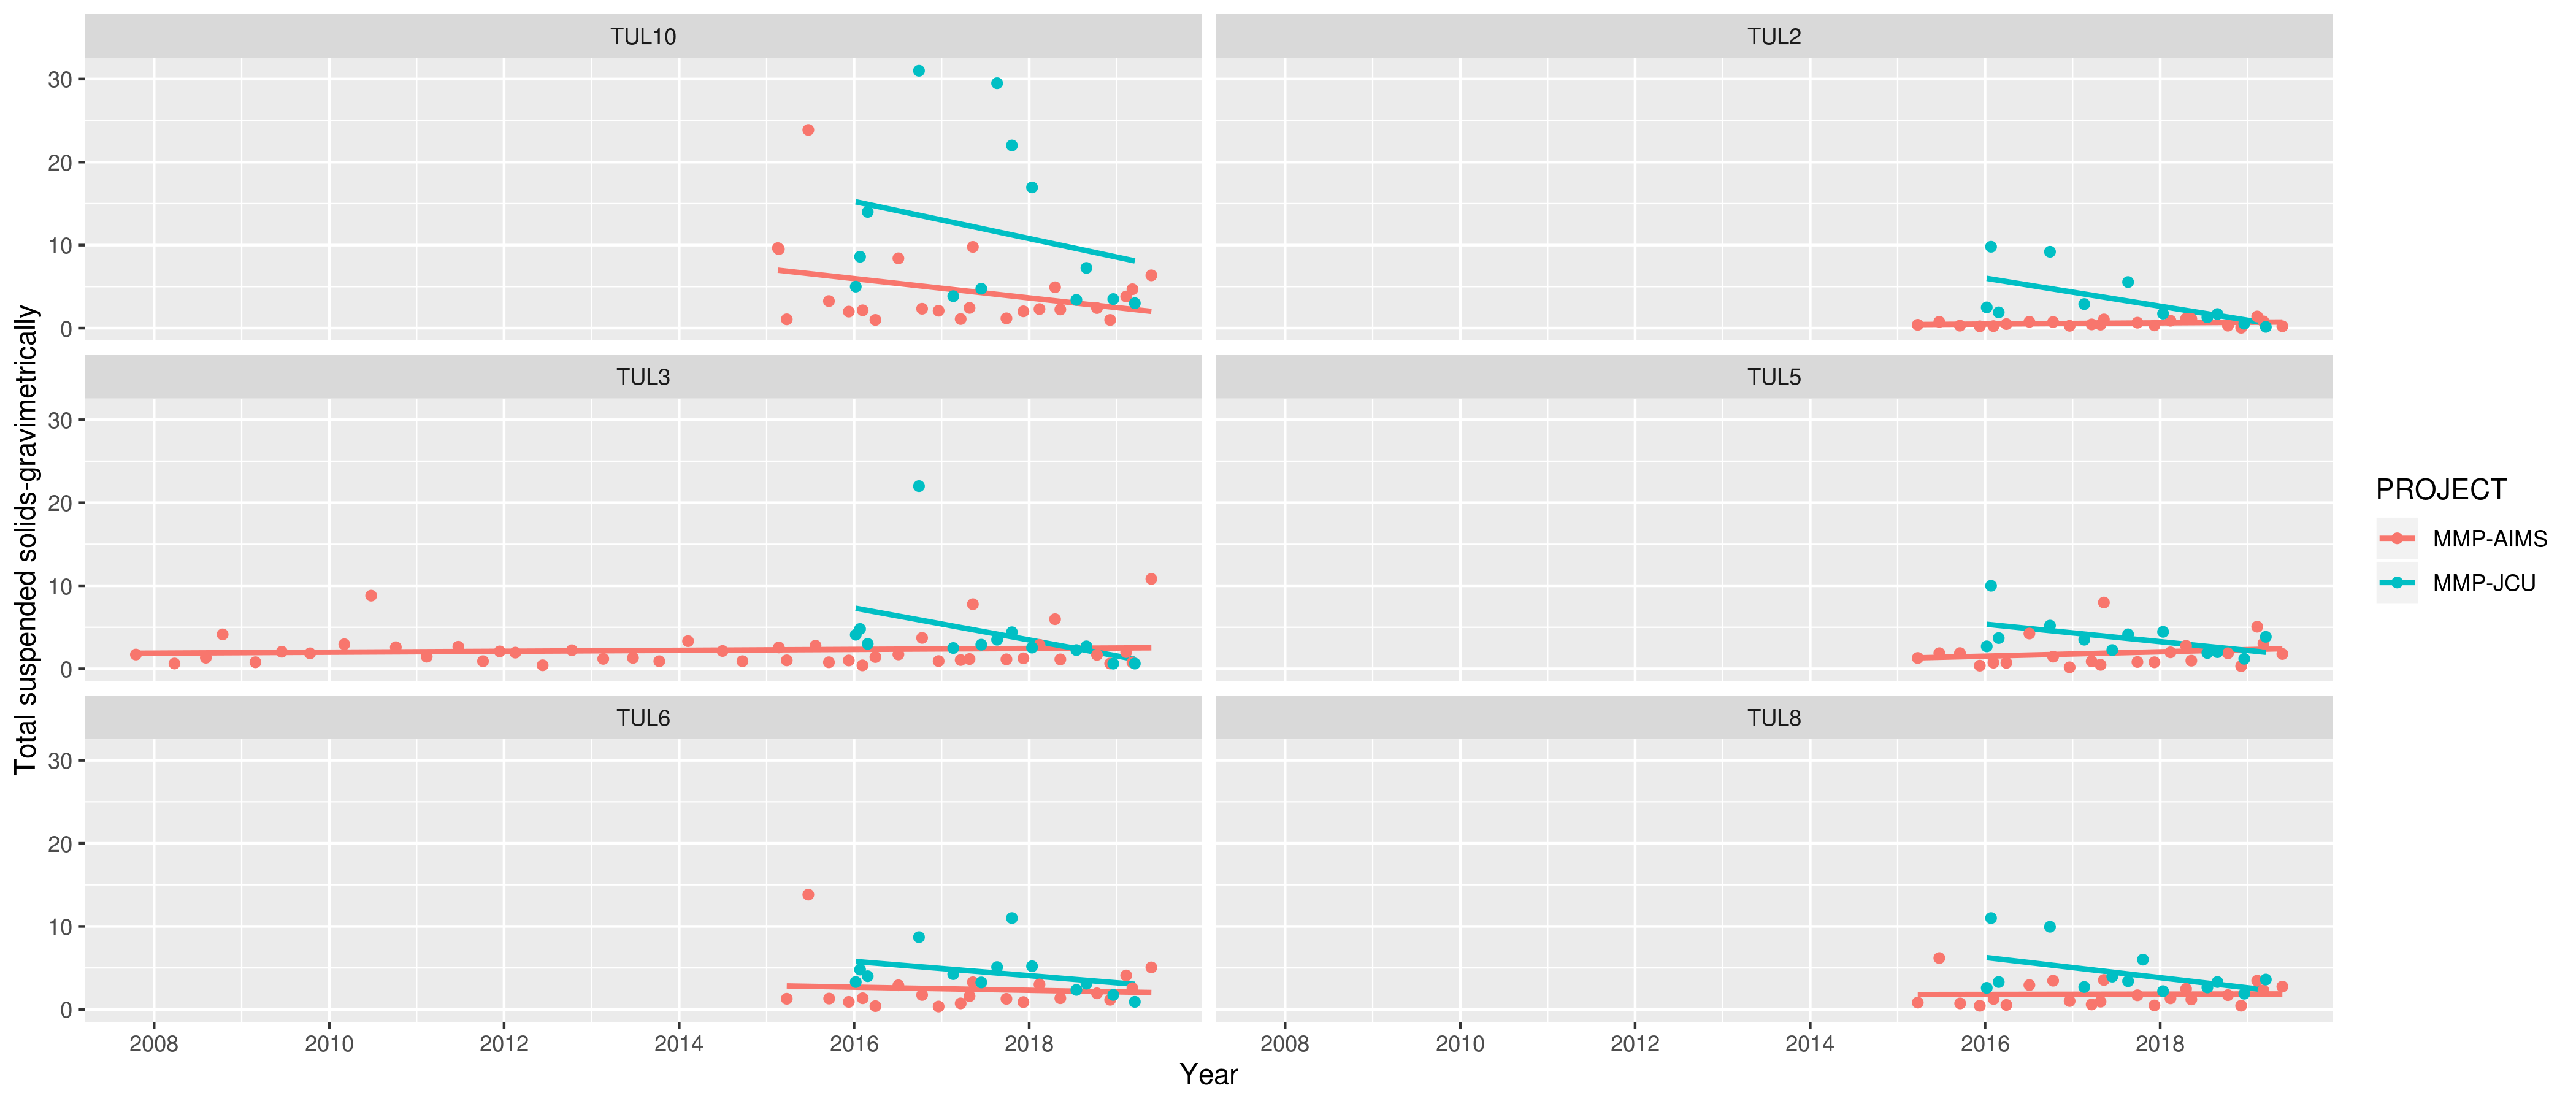 TUL10
TUL2
30
20
10
0
TUL3
TUL5
30
20
10
0
TUL6
TUL8
30
20
10
0
2008 2010 2012 2014 2016 2018
2008 2010 2012 2014 2016 2018
Year
Total suspended solids-gravimetrically
PROJECT
MMP-AIMS
MMP-JCU